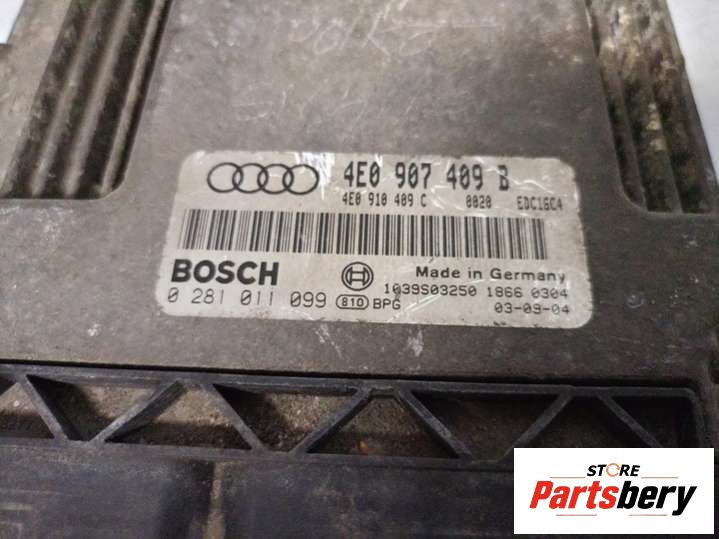 4E0 907 409 B
4E0 910 409 C 0020 EDC16C4
BOSCH
Made in Germany
0 281 011 099 810 BPG
1039S03250 1866 0304
03-09-04
STORE
Partsbery